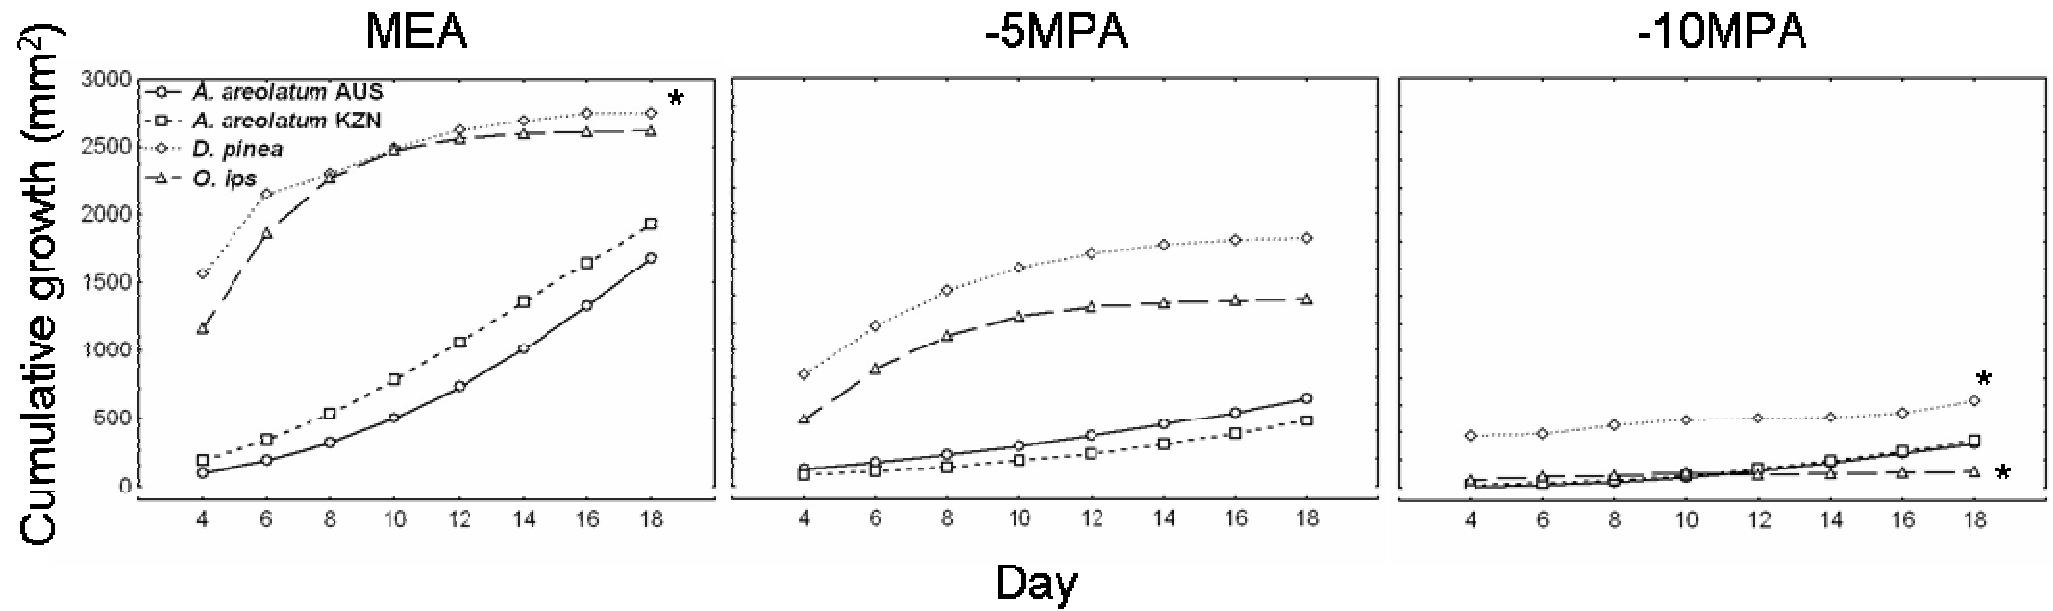 MEA
-5MPA
-10MPA
Cumulative growth (mm²)
3000
2500
2000
1500
1000
500
0
A. areolatum AUS
A. areolatum KZN
D. pinea
O. ips
*
*
*
4 6 8 10 12 14 16 18
4 6 8 10 12 14 16 18
4 6 8 10 12 14 16 18
Day